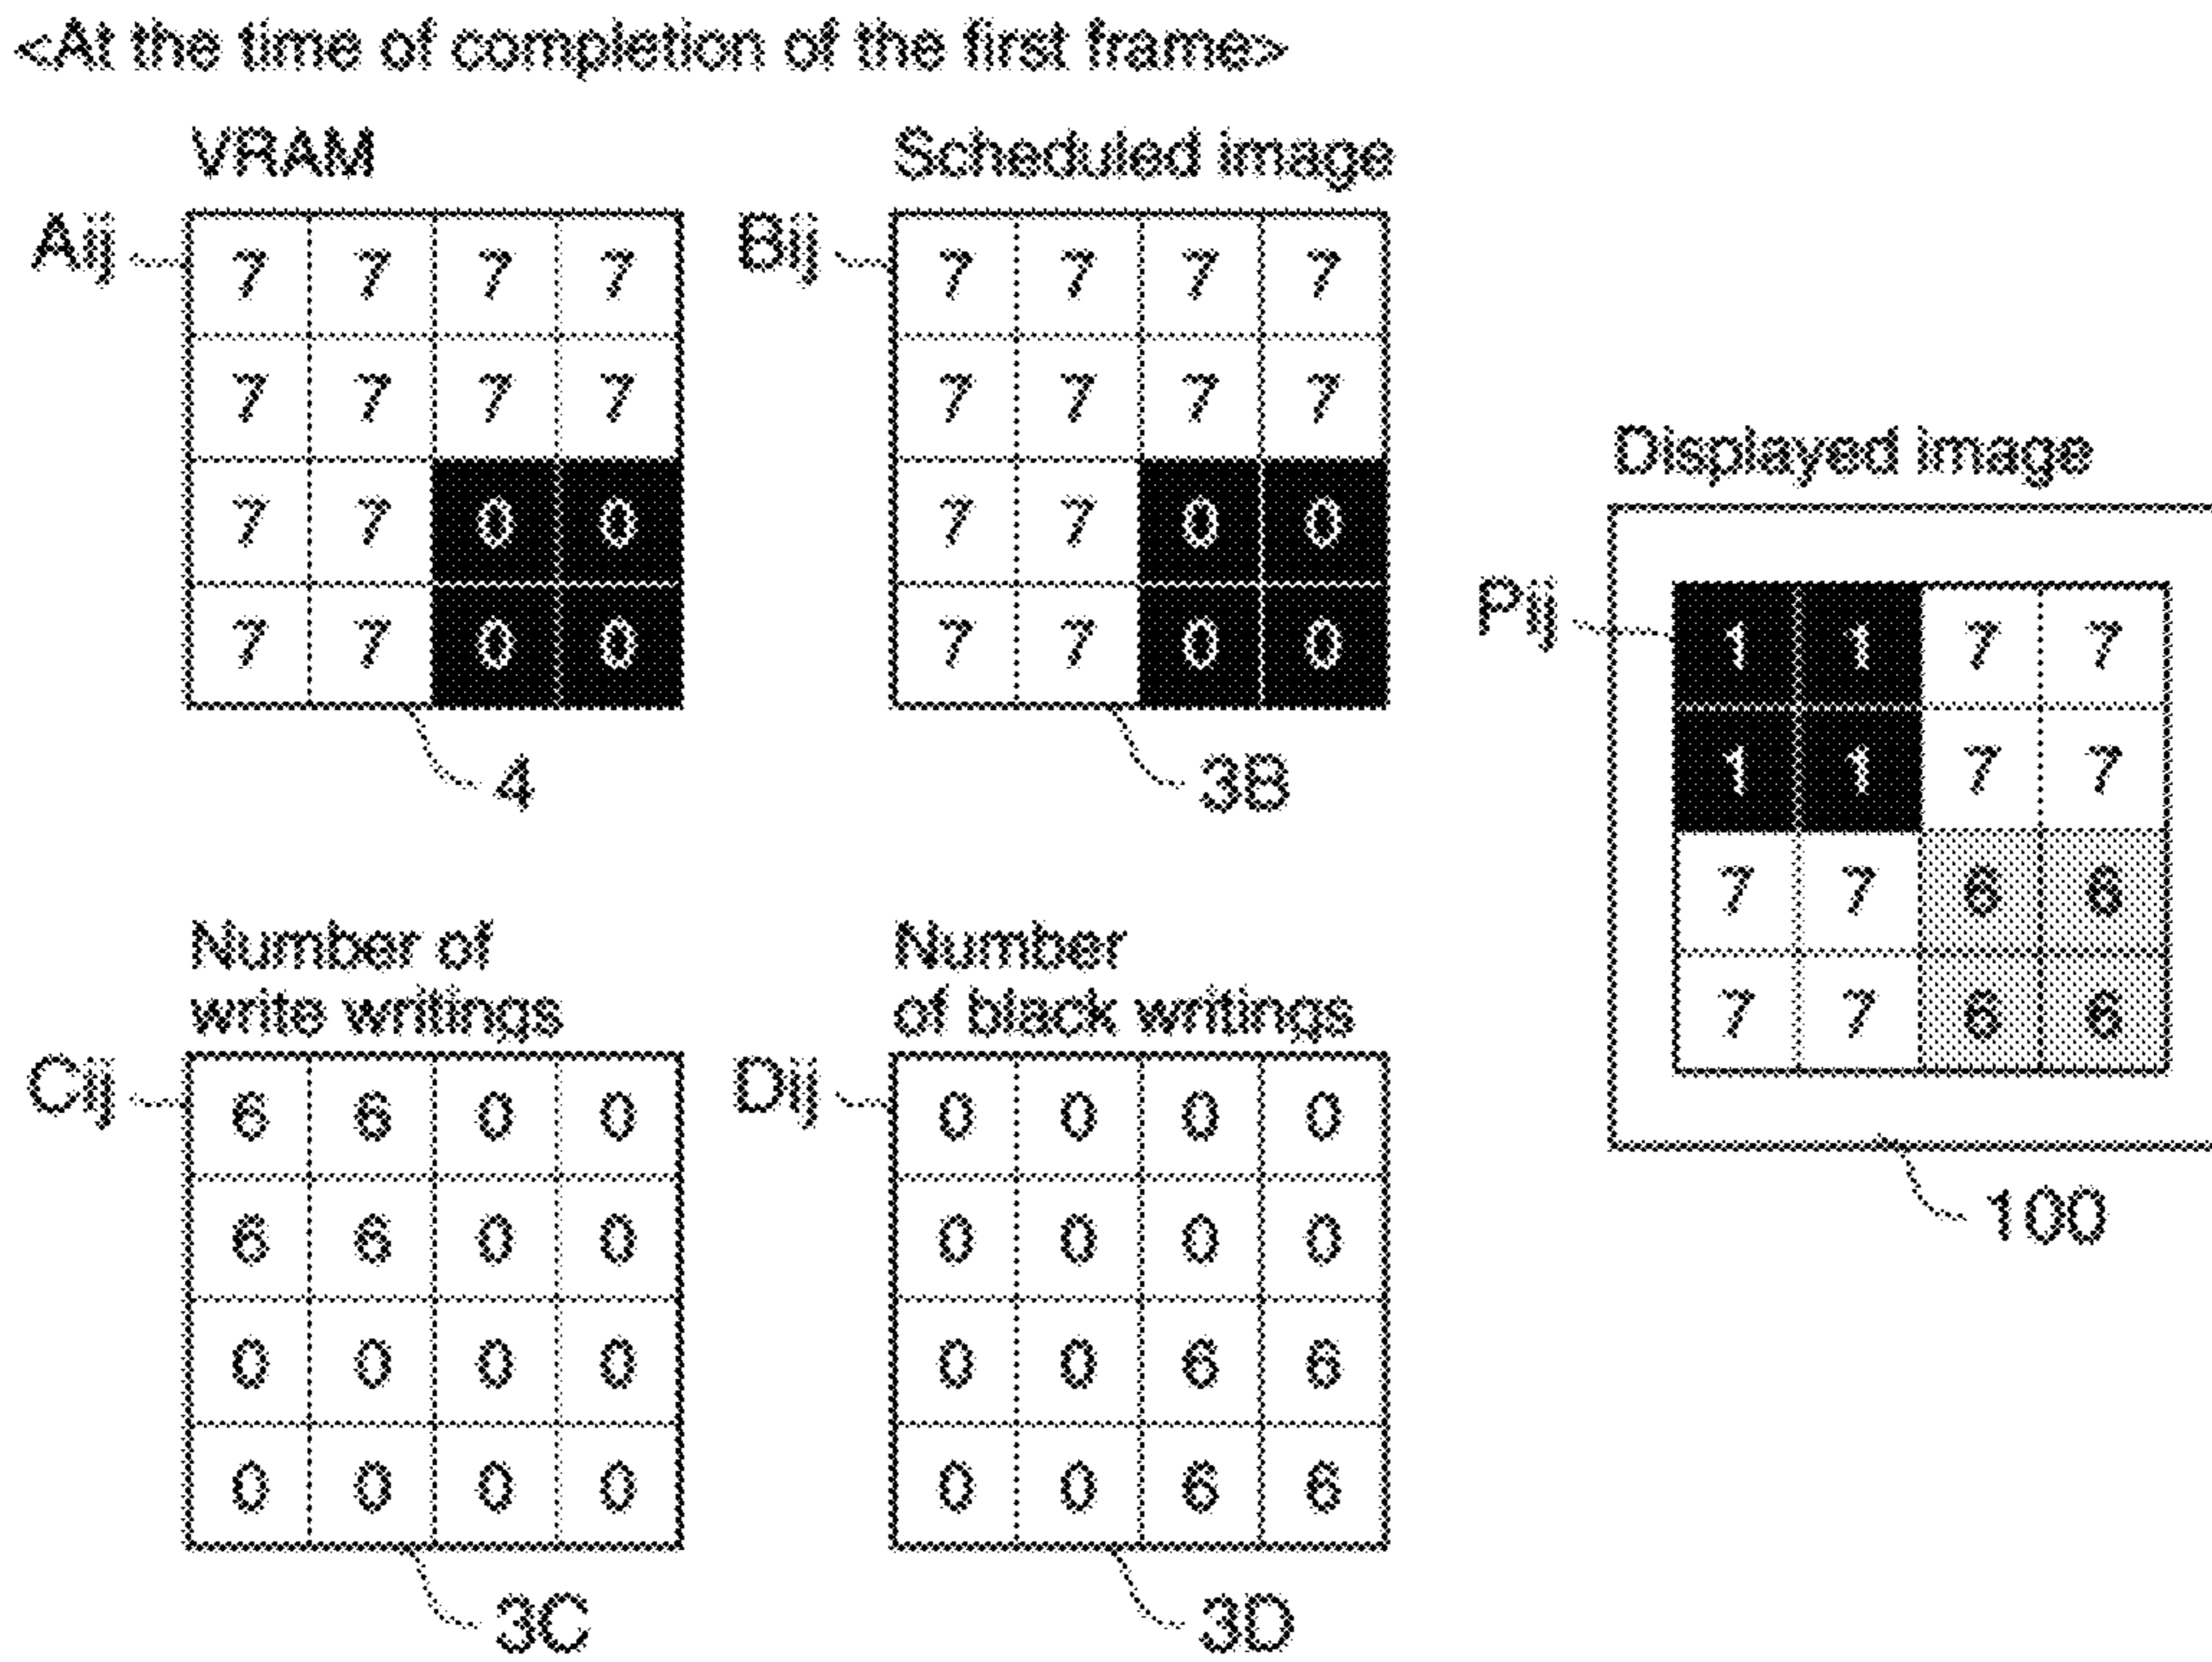 <At the time of completion of the first frame>
VRAM
Aij
7 7 7 7
7 7 7 7
7 7 0 0
7 7 0 0
4
Scheduled image
Bij
7 7 7 7
7 7 7 7
7 7 0 0
7 7 0 0
3B
Displayed image
Pij
1 1 7 7
1 1 7 7
7 7 6 6
7 7 6 6
100
Number of
write writings
Cij
6 6 0 0
6 6 0 0
0 0 0 0
0 0 0 0
3C
Number
of black writings
Dij
0 0 0 0
0 0 0 0
0 0 6 6
0 0 6 6
3D